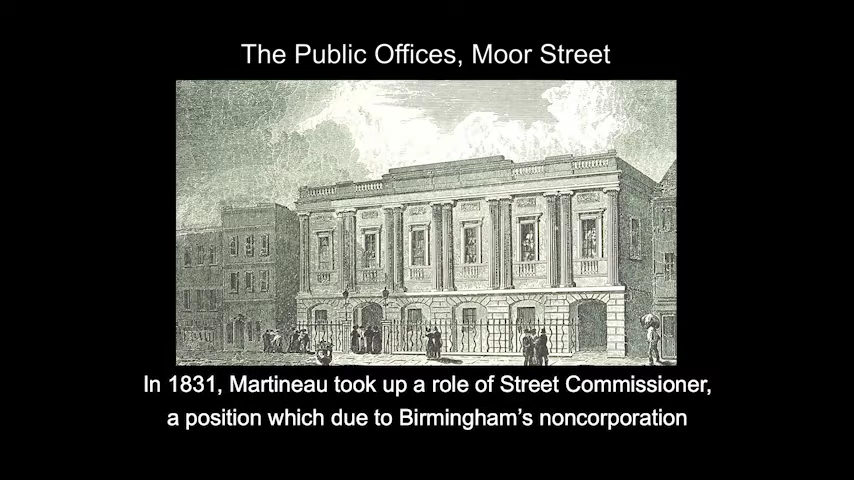 The Public Offices, Moor Street
In 1831, Martineau took up a role of Street Commissioner,
a position which due to Birmingham's noncorporation